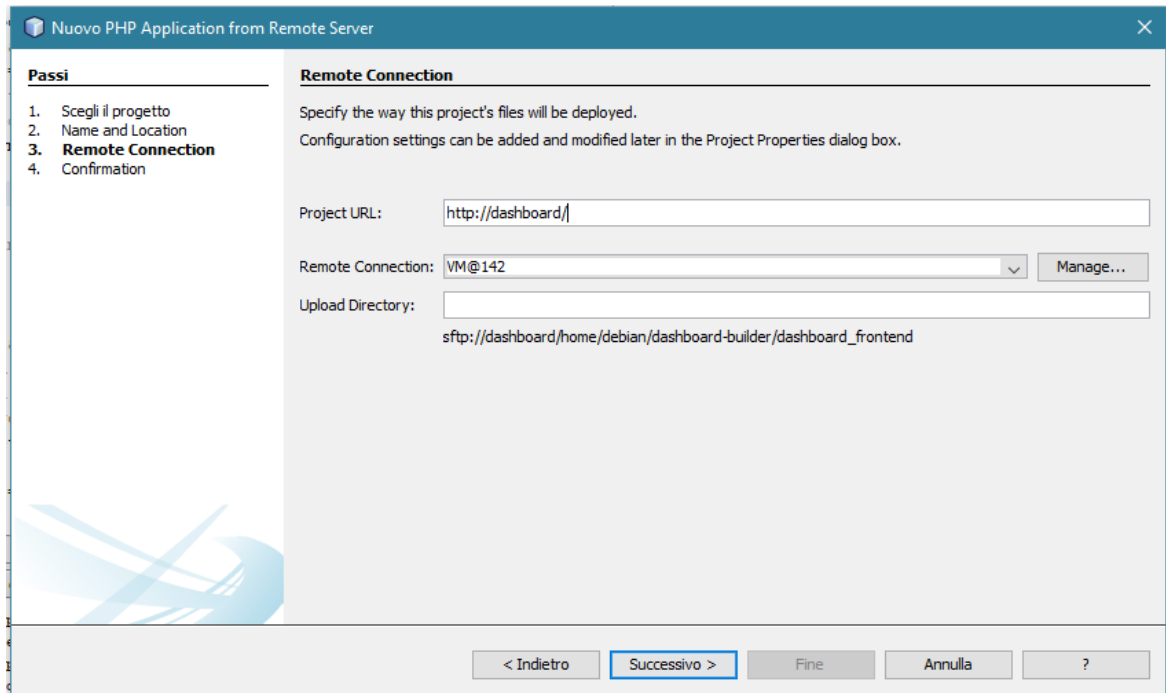 Nuovo PHP Application from Remote Server
Passi
1. Scegli il progetto
2. Name and Location
3. Remote Connection
4. Confirmation
Remote Connection
Specify the way this project's files will be deployed.
Configuration settings can be added and modified later in the Project Properties dialog box.
Project URL: http://dashboard/
Remote Connection: VM@142 Manage...
Upload Directory:
sftp://dashboard/home/debian/dashboard-builder/dashboard_frontend
< Indietro Successivo > Fine Annulla ?